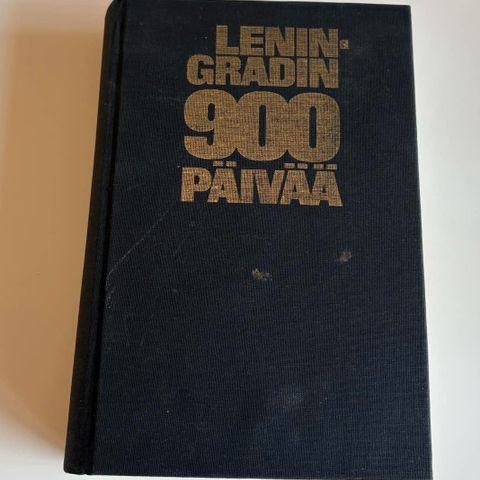 LENIN-
GRADIN
900
PÄIVÄÄ